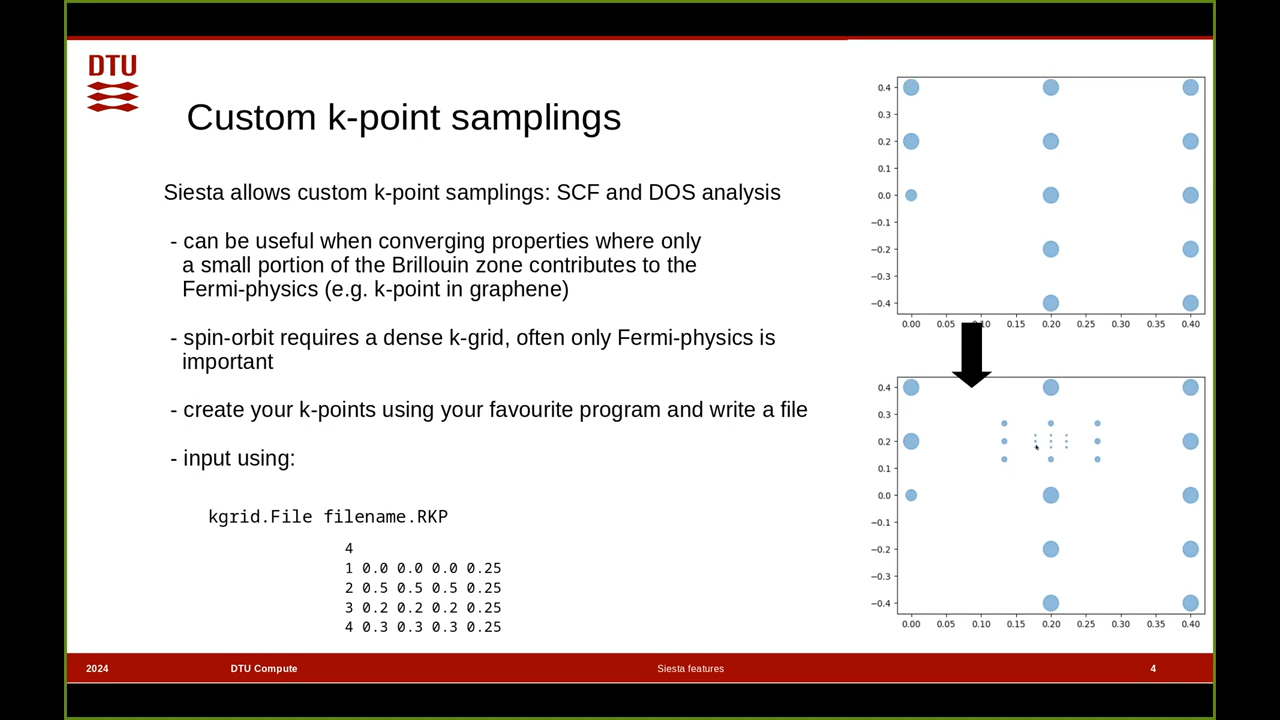 DTU
Custom k-point samplings
Siesta allows custom k-point samplings: SCF and DOS analysis
- can be useful when converging properties where only
a small portion of the Brillouin zone contributes to the
Fermi-physics (e.g. k-point in graphene)
- spin-orbit requires a dense k-grid, often only Fermi-physics is
important
- create your k-points using your favourite program and write a file
- input using:
kgrid.File filename.RKP
4
1 0.0 0.0 0.0 0.25
2 0.5 0.5 0.5 0.25
3 0.2 0.2 0.2 0.25
4 0.3 0.3 0.3 0.25
0.4
0.3
0.2
0.1
0.0
−0.1
−0.2
−0.3
−0.4
0.00 0.05 0.10 0.15 0.20 0.25 0.30 0.35 0.40
0.4
0.3
0.2
0.1
0.0
−0.1
−0.2
−0.3
−0.4
0.00 0.05 0.10 0.15 0.20 0.25 0.30 0.35 0.40
2024 DTU Compute Siesta features 4